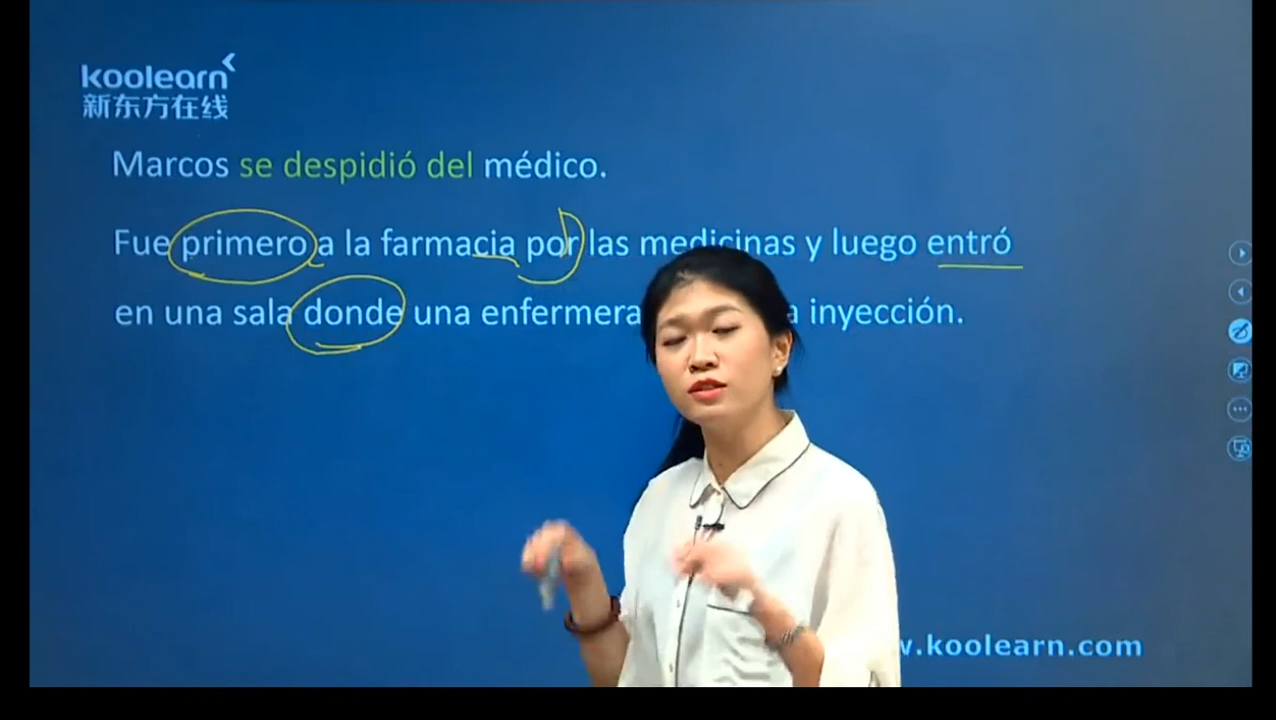 koolearn
新东方在线
Marcos se despidió del médico.
Fue primero a la farmacia por las medicinas y luego entró
en una sala donde una enfermera inyección.
.koolearn.com